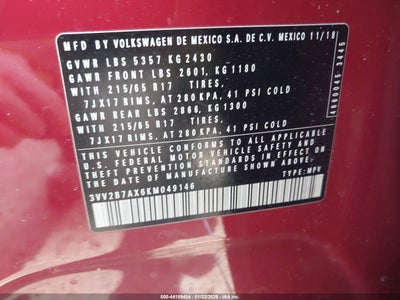 MFD BY VOLKSWAGEN DE MEXICO S.A. DE C.V. MEXICO 11/18
GVWR LBS 5357 KG 2430
GAWR FRONT LBS 2601, KG 1180
WITH 215/65 R17 TIRES,
7JX17 RIMS, AT 280 KPA, 41 PSI COLD
GAWR REAR LBS 2866, KG 1300
WITH 215/65 R17 TIRES,
7JX17 RIMS, AT 280 KPA, 41 PSI COLD
THIS VEHICLE CONFORMS TO ALL APPLICABLE
U.S. FEDERAL MOTOR VEHICLE SAFETY, BUMPER, AND
THEFT PREVENTION STANDARDS IN EFFECT ON THE
DATE OF MANUFACTURE SHOWN ABOVE.
3VV2B7AX6KM049146 TYPE: MPV